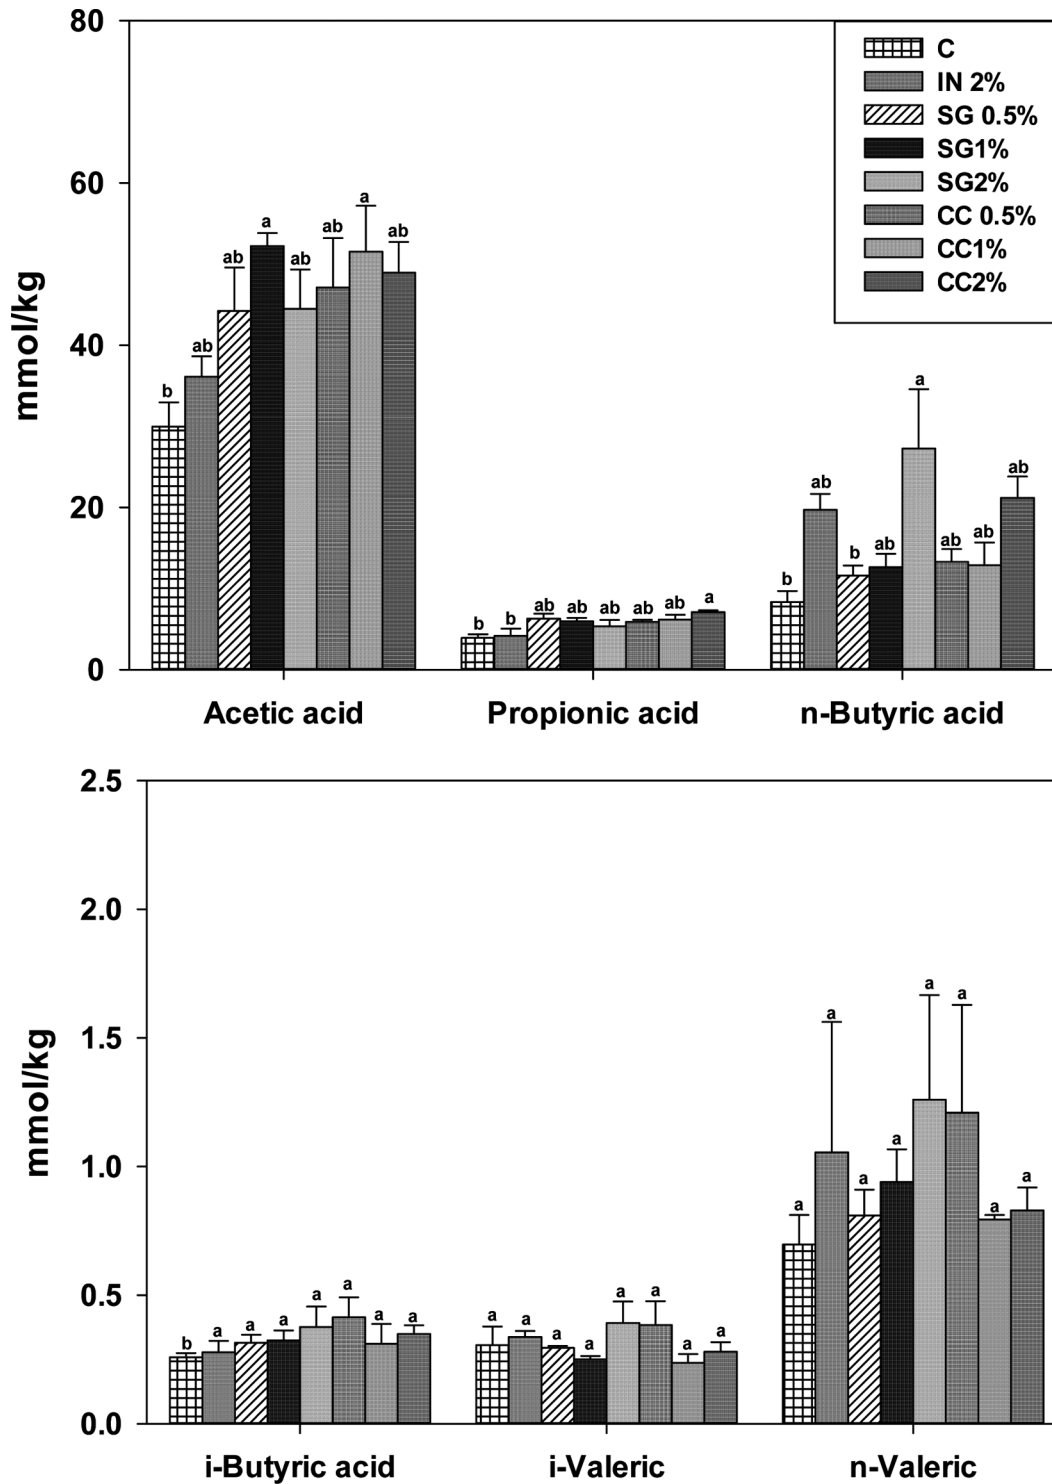 80
60
40
20
0
mmol/kg
C
IN 2%
SG 0.5%
SG1%
SG2%
CC 0.5%
CC1%
CC2%
b ab ab a ab ab a ab
b b ab ab ab ab ab a
b ab b ab a ab ab ab
Acetic acid Propionic acid n-Butyric acid
2.5
2.0
1.5
1.0
0.5
0.0
mmol/kg
b a a a a a a a
a a a a a a a a
a a a a a a a a
i-Butyric acid i-Valeric n-Valeric